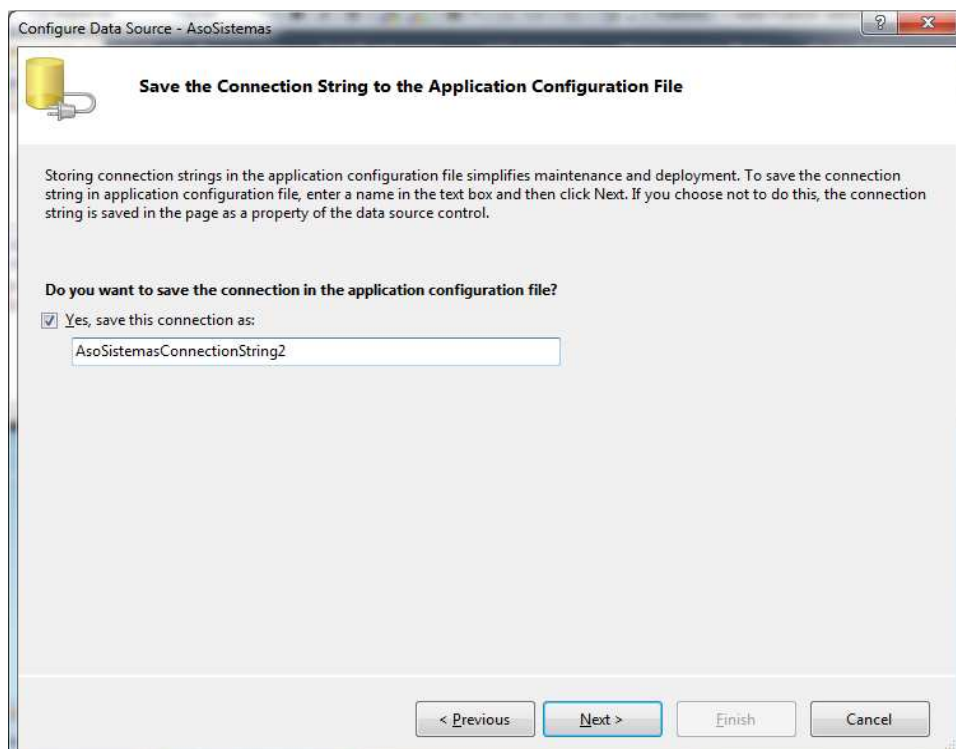 Configure Data Source - AsoSistemas
Save the Connection String to the Application Configuration File
Storing connection strings in the application configuration file simplifies maintenance and deployment. To save the connection
string in application configuration file, enter a name in the text box and then click Next. If you choose not to do this, the connection
string is saved in the page as a property of the data source control.
Do you want to save the connection in the application configuration file?
Yes, save this connection as:
AsoSistemasConnectionString2
< Previous Next > Finish Cancel